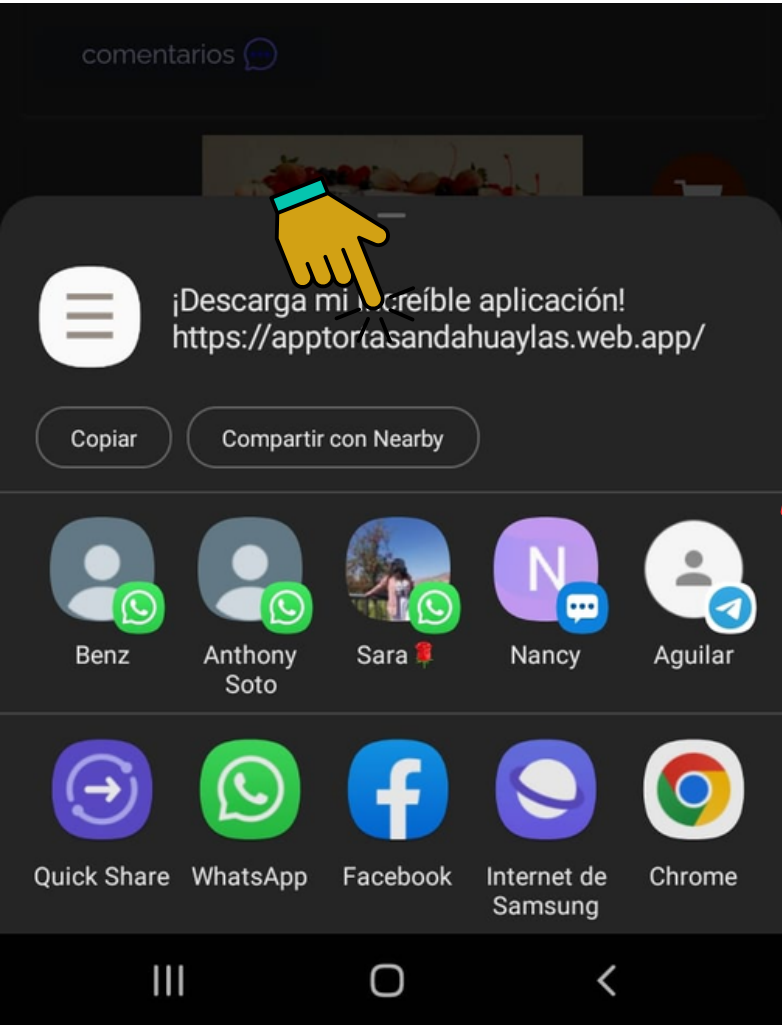 comentarios
¡Descarga mi increíble aplicación!
https://apptortasandahuaylas.web.app/
Copiar
Compartir con Nearby
N
Benz
Anthony
Soto
Sara
Nancy
Aguilar
Quick Share
WhatsApp
Facebook
Internet de
Samsung
Chrome